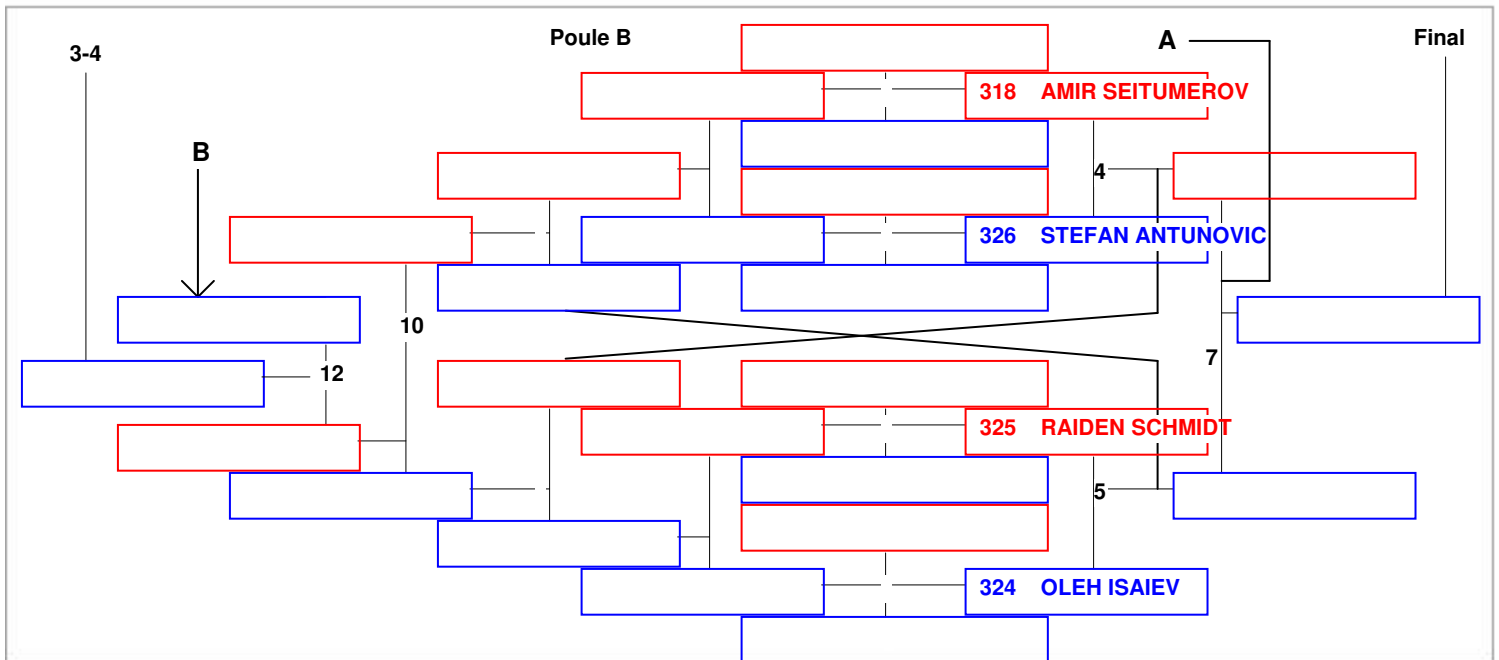 Poule B
A
Final
3-4
318 AMIR SEITUMEROV
B
4
326 STEFAN ANTUNOVIC
10
7
12
325 RAIDEN SCHMIDT
5
324 OLEH ISAIEV